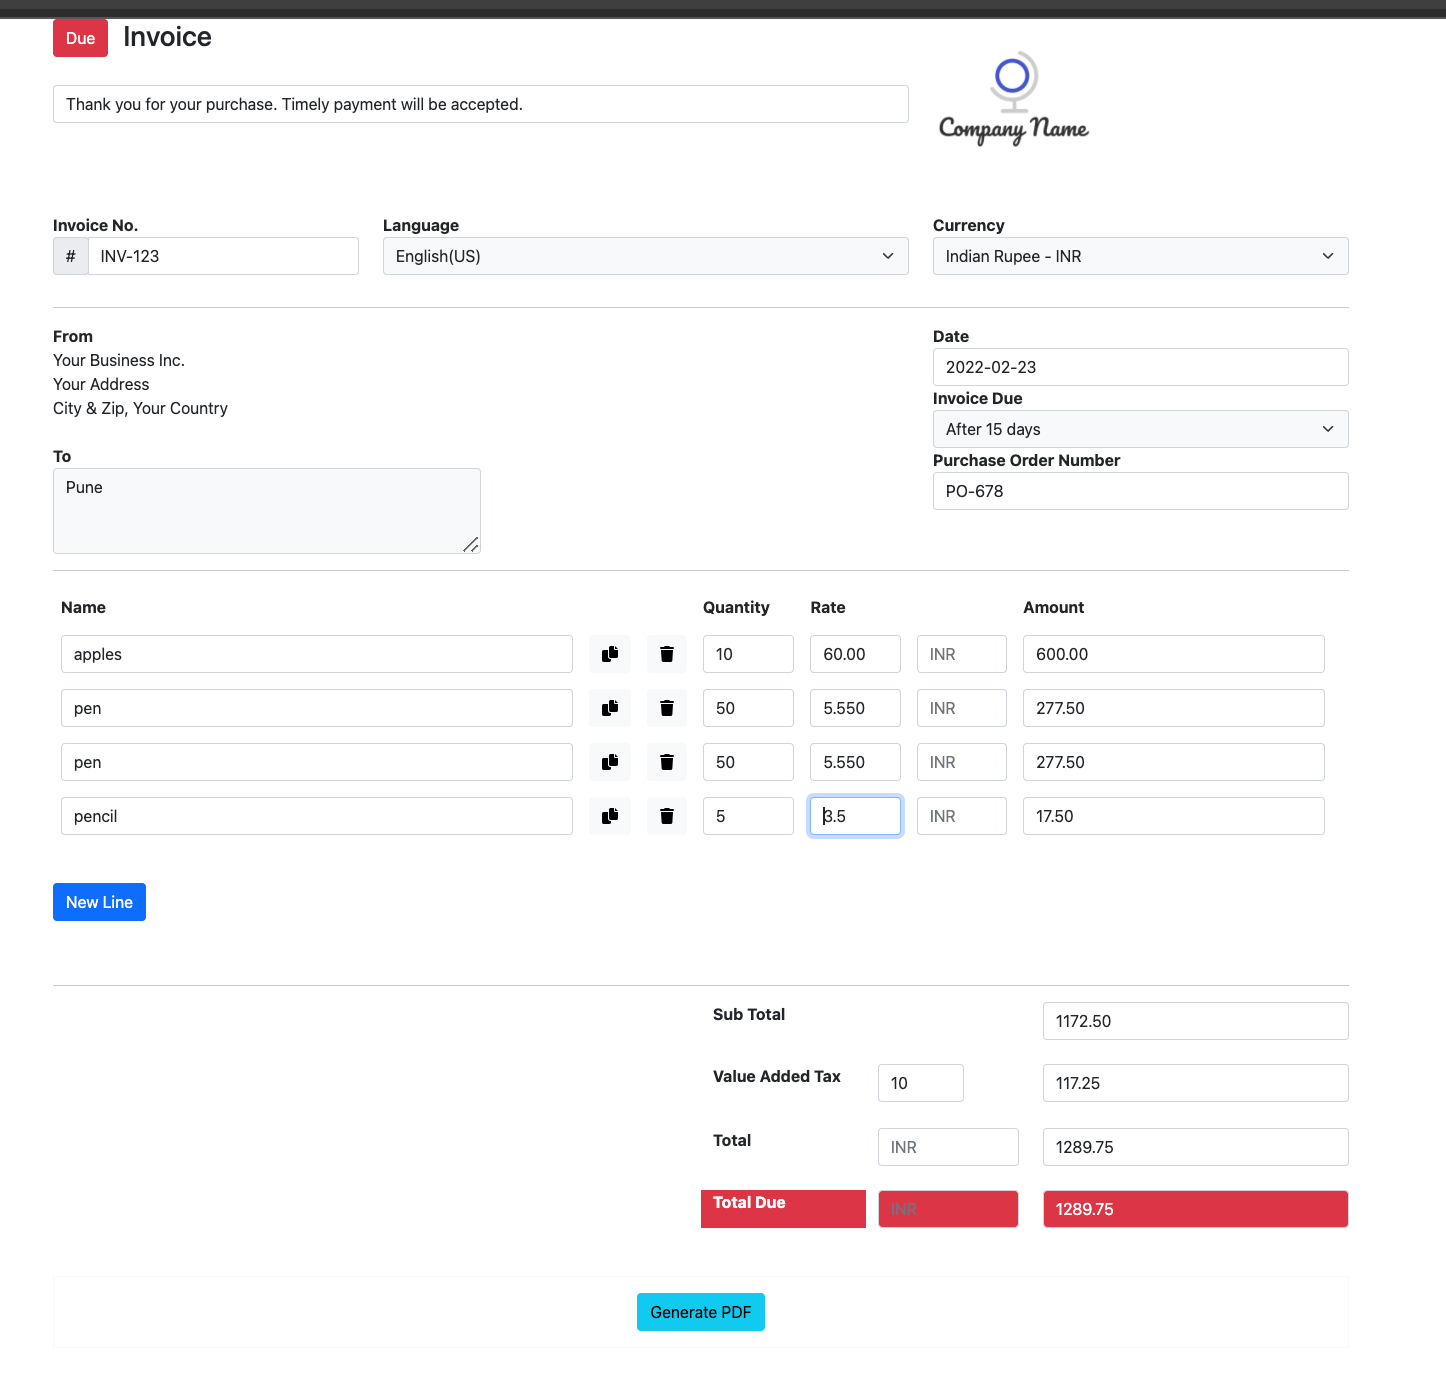 Due Invoice
Thank you for your purchase. Timely payment will be accepted.
Company Name
Invoice No. Language Currency
# INV-123 English(US) Indian Rupee - INR
From
Your Business Inc.
Your Address
City & Zip, Your Country
To
Pune
Date
2022-02-23
Invoice Due
After 15 days
Purchase Order Number
PO-678
Name Quantity Rate Amount
apples 10 60.00 INR 600.00
pen 50 5.550 INR 277.50
pen 50 5.550 INR 277.50
pencil 5 3.5 INR 17.50
New Line
Sub Total 1172.50
Value Added Tax 10 117.25
Total INR 1289.75
Total Due INR 1289.75
Generate PDF